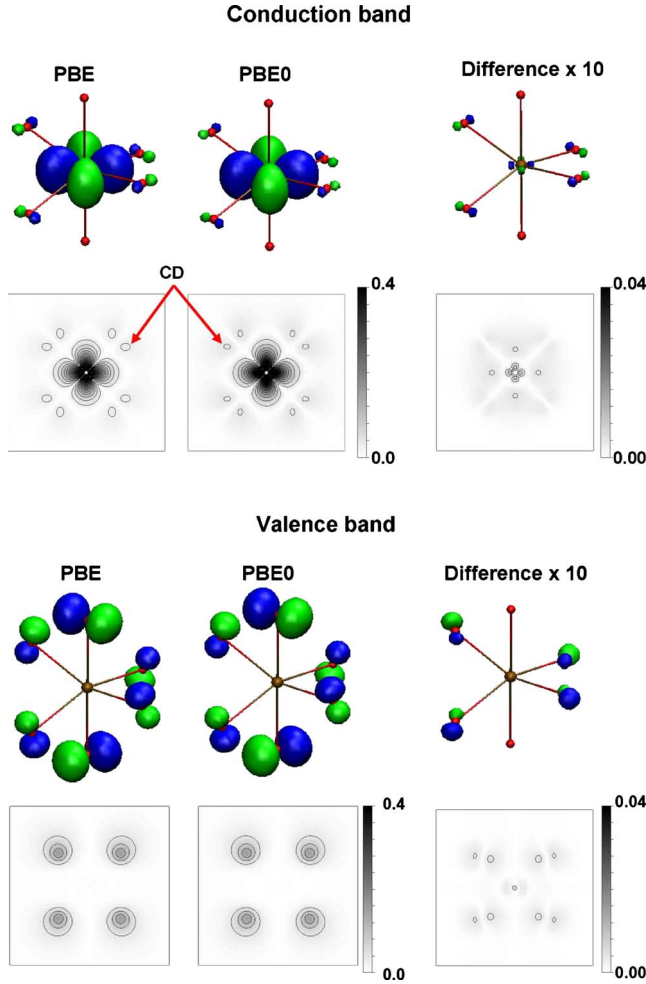 Conduction band
PBE
PBE0
Difference x 10
CD
0.4
0.0
0.04
0.00
Valence band
PBE
PBE0
Difference x 10
0.4
0.0
0.04
0.00